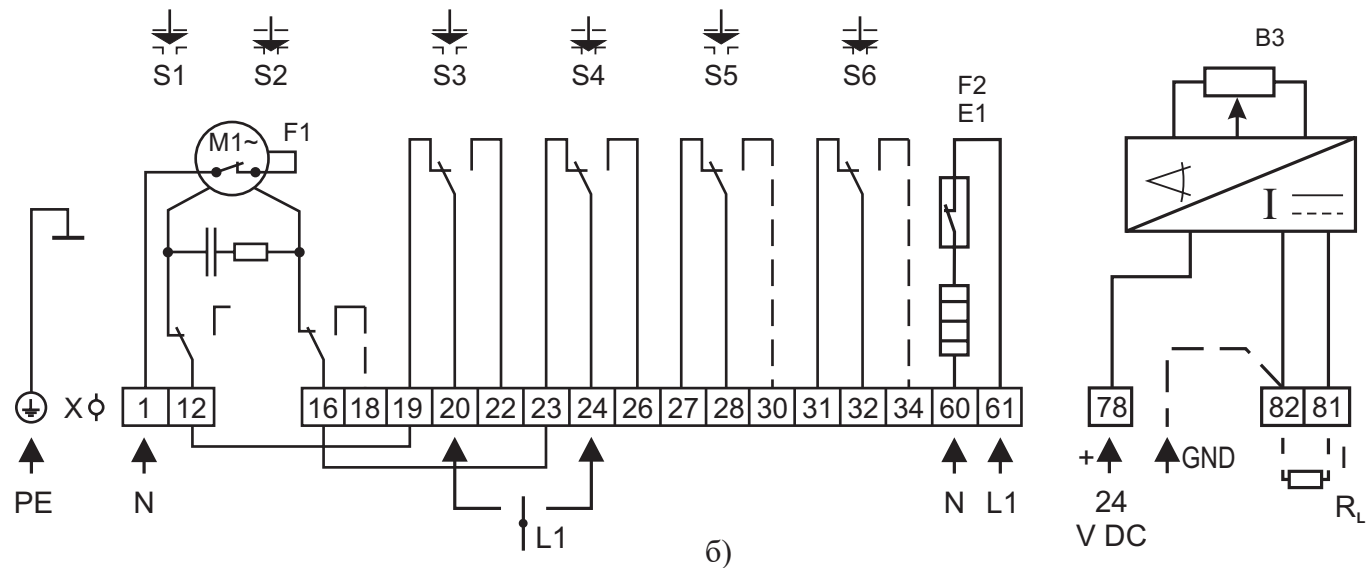 S1 S2 S3 S4 S5 S6
B3
F2
E1
M1~ F1
I
X 1 12 16 18 19 20 22 23 24 26 27 28 30 31 32 34 60 61 78 82 81
PE N N L1 + GND I
24
V DC
RL
L1
б)